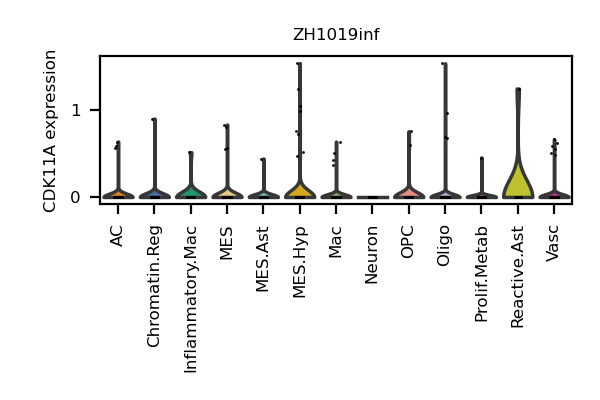 ZH1019inf
CDK11A expression
1
0
AC
Chromatin.Reg
Inflammatory.Mac
MES
MES.Ast
MES.Hyp
Mac
Neuron
OPC
Oligo
Prolif.Metab
Reactive.Ast
Vasc